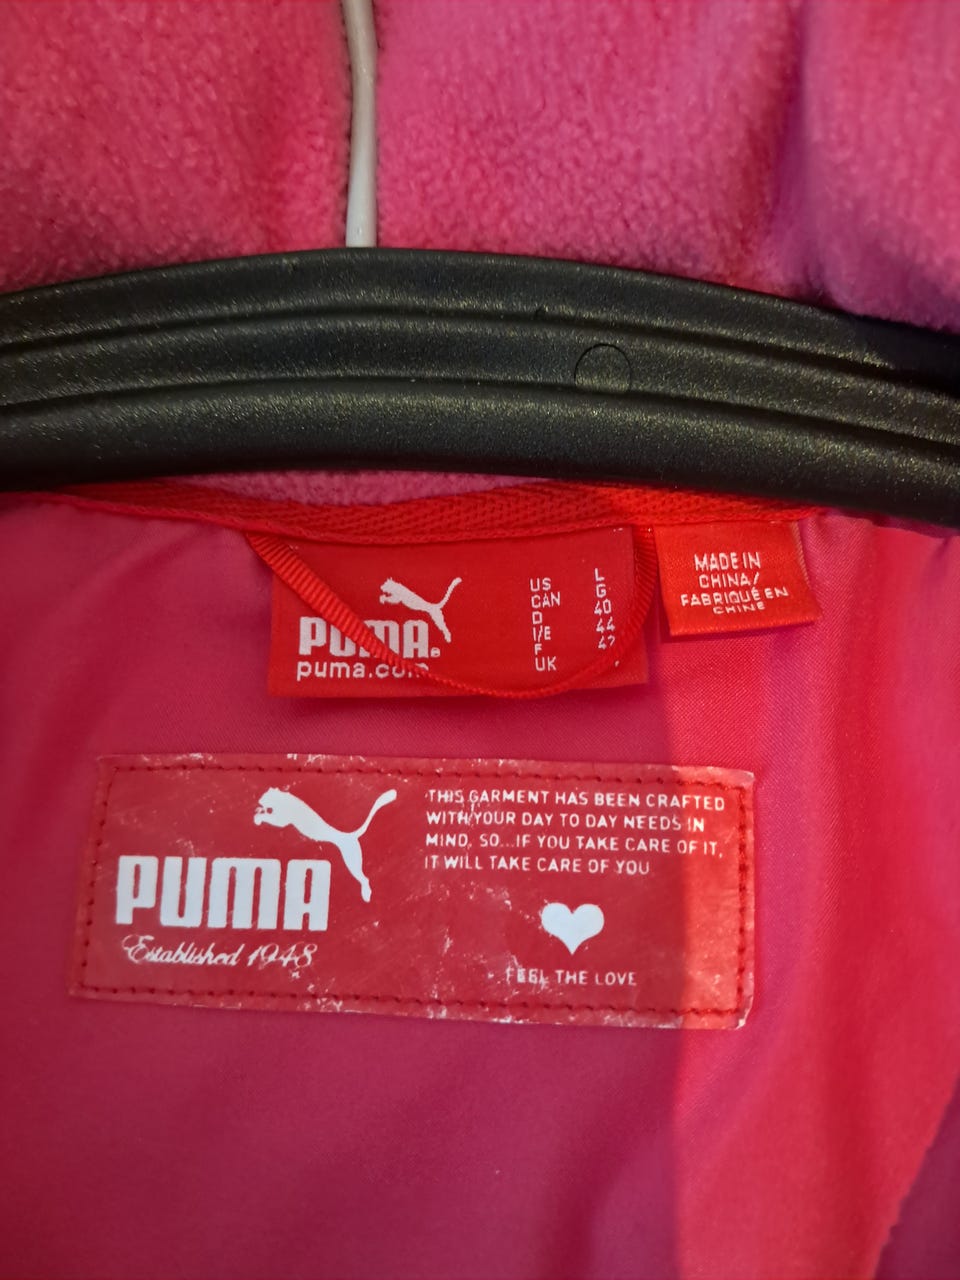 PUMA®
puma.com
US L
CAN G
D 40
I/E 44
F 42
UK
MADE IN
CHINA/
FABRIQUÉ EN
CHINE
PUMA
Established 1948
THIS GARMENT HAS BEEN CRAFTED
WITH YOUR DAY TO DAY NEEDS IN
MIND. SO...IF YOU TAKE CARE OF IT,
IT WILL TAKE CARE OF YOU
FEEL THE LOVE